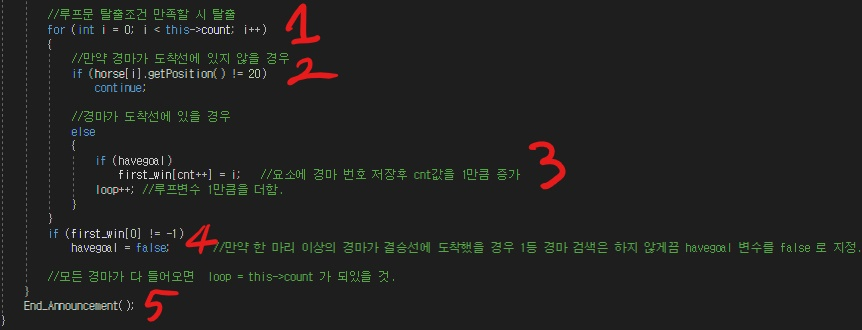 //루프문 탈출조건 만족할 시 탈출
for (int i = 0; i < this->count; i++) 1
{
//만약 경마가 도착선에 있지 않을 경우
if (horse[i].getPosition() != 20) 2
continue;
//경마가 도착선에 있을 경우
else
{
if (havegoal)
first_win[cnt++] = i; //요소에 경마 번호 저장후 cnt값을 1만큼 증가 3
loop++; //루프변수 1만큼을 더함.
}
}
if (first_win[0] != -1)
havegoal = false; 4 //만약 한 마리 이상의 경마가 결승선에 도착했을 경우 1등 경마 검색은 하지 않게끔 havegoal 변수를 false 로 지정.
//모든 경마가 다 들어오면 loop = this->count 가 되있을 것.
}
End_Announcement(); 5
}